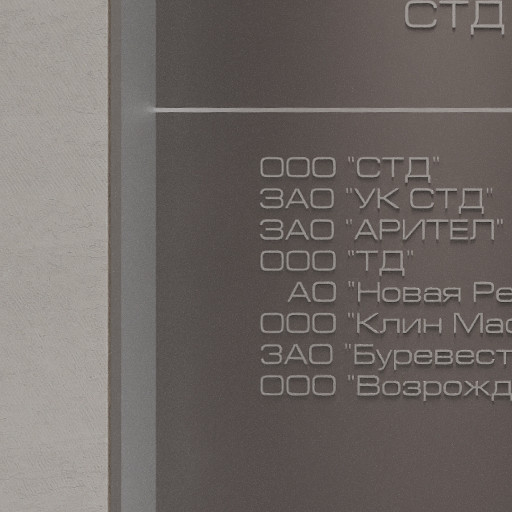 СТД
ООО "СТД"
ЗАО "УК СТД"
ЗАО "АРИТЕЛ"
ООО "ТД"
АО "Новая
ООО "Клин
ЗАО
ООО